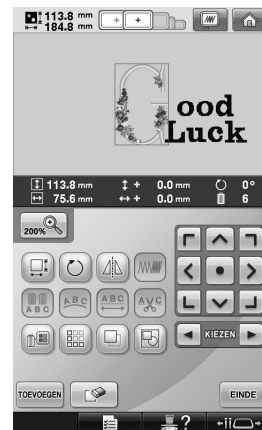 113.8 mm
184.8 mm
Good
Luck
113.8 mm + 0.0 mm 0°
75.6 mm + 0.0 mm 6
200%
A B C A B C ABC A C
KIEZEN
TOEVOEGEN EINDE
?